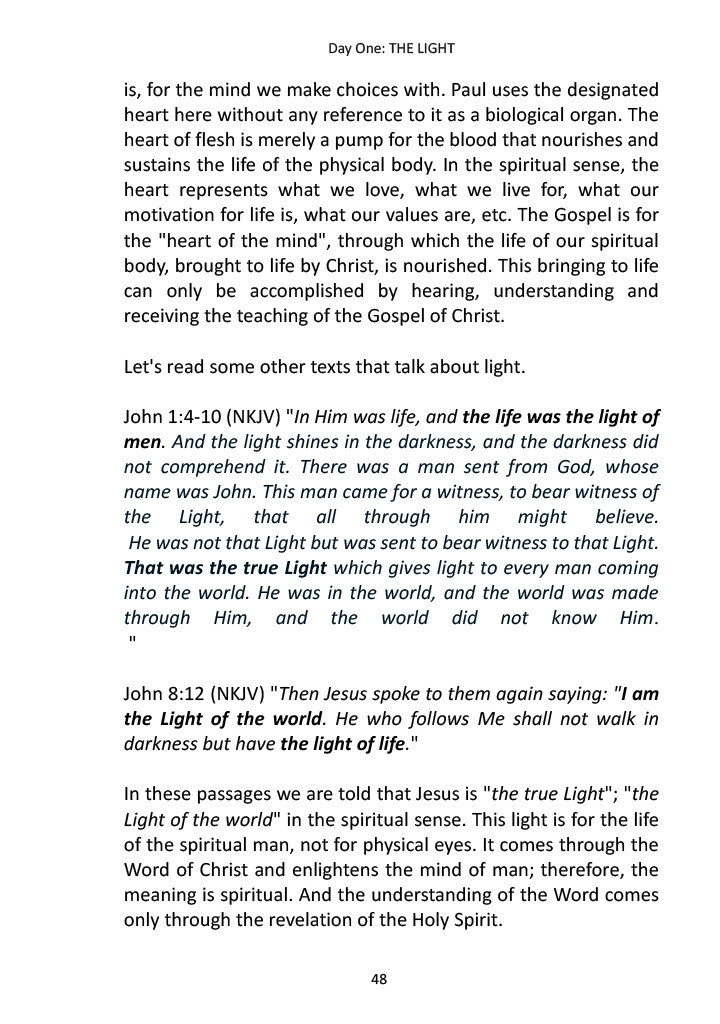 Day One: THE LIGHT
is, for the mind we make choices with. Paul uses the designated
heart here without any reference to it as a biological organ. The
heart of flesh is merely a pump for the blood that nourishes and
sustains the life of the physical body. In the spiritual sense, the
heart represents what we love, what we live for, what our
motivation for life is, what our values are, etc. The Gospel is for
the "heart of the mind", through which the life of our spiritual
body, brought to life by Christ, is nourished. This bringing to life
can only be accomplished by hearing, understanding and
receiving the teaching of the Gospel of Christ.
Let's read some other texts that talk about light.
John 1:4-10 (NKJV) "In Him was life, and the life was the light of
men. And the light shines in the darkness, and the darkness did
not comprehend it. There was a man sent from God, whose
name was John. This man came for a witness, to bear witness of
the Light, that all through him might believe.
He was not that Light but was sent to bear witness to that Light.
That was the true Light which gives light to every man coming
into the world. He was in the world, and the world was made
through Him, and the world did not know Him.
"
John 8:12 (NKJV) "Then Jesus spoke to them again saying: "I am
the Light of the world. He who follows Me shall not walk in
darkness but have the light of life."
In these passages we are told that Jesus is "the true Light"; "the
Light of the world" in the spiritual sense. This light is for the life
of the spiritual man, not for physical eyes. It comes through the
Word of Christ and enlightens the mind of man; therefore, the
meaning is spiritual. And the understanding of the Word comes
only through the revelation of the Holy Spirit.
48